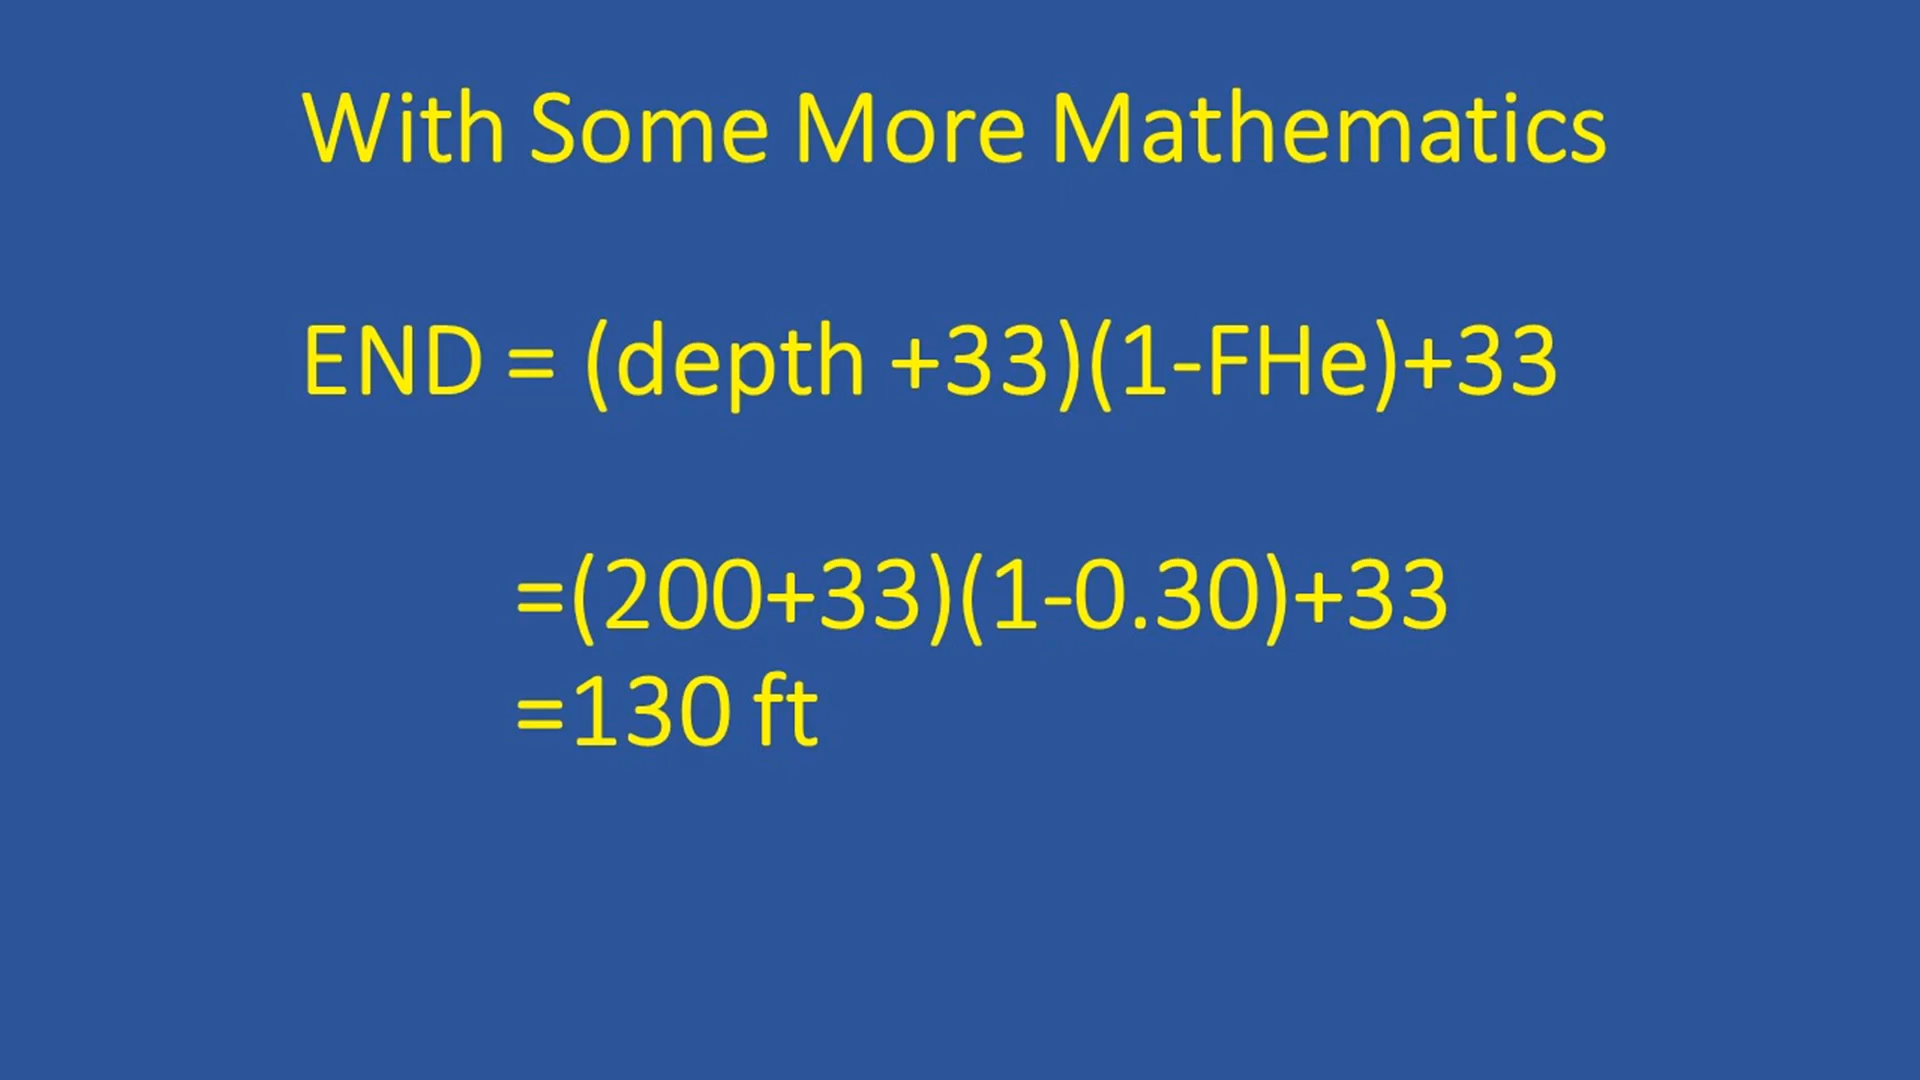 With Some More Mathematics
END = (depth +33)(1-FHe)+33
=(200+33)(1-0.30)+33
=130 ft